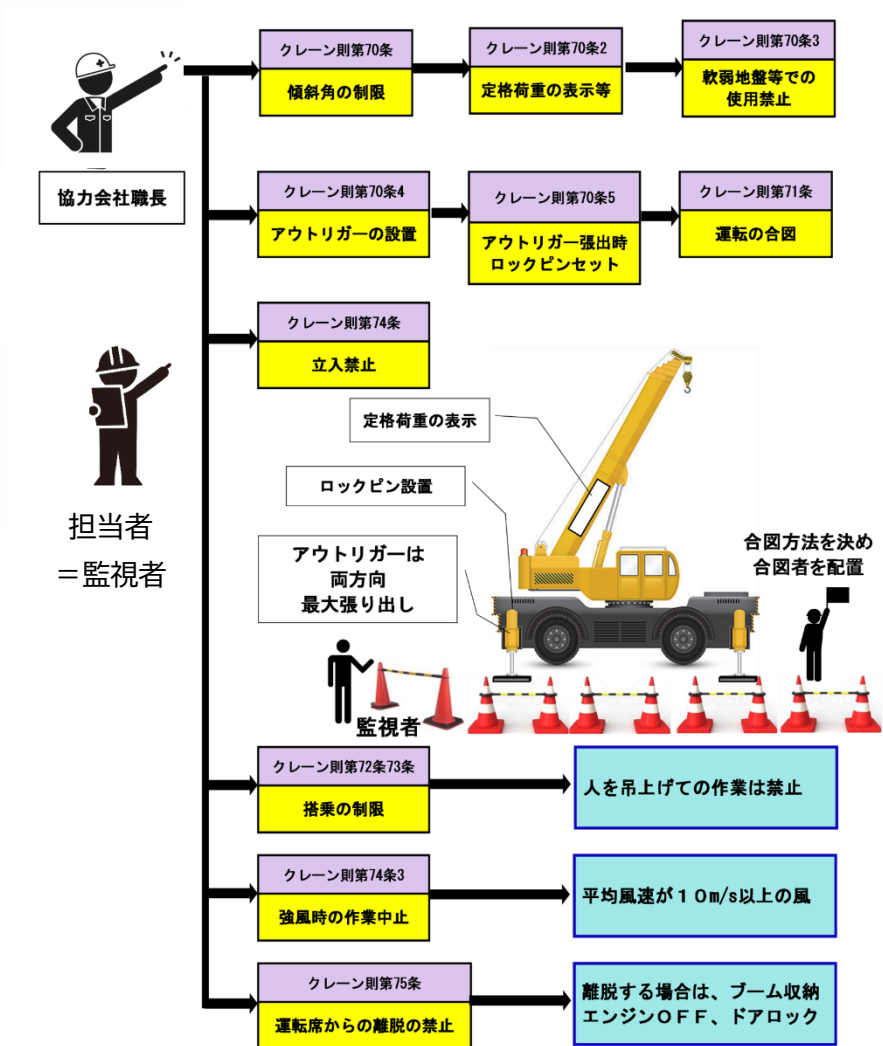 クレーン則第70条
傾斜角の制限
クレーン則第70条2
定格荷重の表示等
クレーン則第70条3
軟弱地盤等での
使用禁止
協力会社職長
クレーン則第70条4
アウトリガーの設置
クレーン則第70条5
アウトリガー張出時
ロックピンセット
クレーン則第71条
運転の合図
クレーン則第74条
立入禁止
担当者
=監視者
定格荷重の表示
ロックピン設置
アウトリガーは
両方向
最大張り出し
合図方法を決め
合図者を配置
監視者
クレーン則第72条73条
搭乗の制限
人を吊上げての作業は禁止
クレーン則第74条3
強風時の作業中止
平均風速が10m/s以上の風
クレーン則第75条
運転席からの離脱の禁止
離脱する場合は、ブーム収納
エンジンOFF、ドアロック